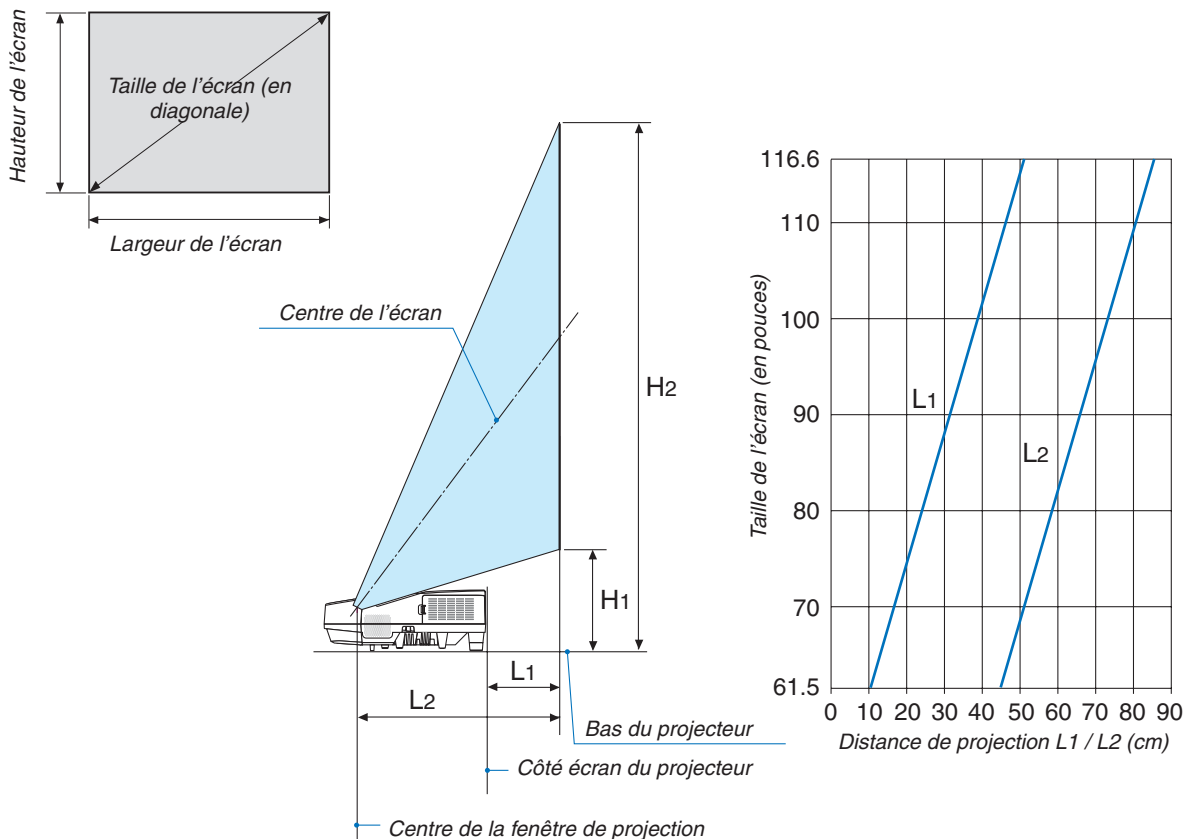 Hauteur de l'écran
Taille de l'écran (en
diagonale)
Largeur de l'écran
Centre de l'écran
H2
H1
L1
L2
Bas du projecteur
Côté écran du projecteur
Centre de la fenêtre de projection
Taille de l'écran (en pouces)
116.6
110
100
90
80
70
61.5
L1
L2
0 10 20 30 40 50 60 70 80 90
Distance de projection L1 / L2 (cm)